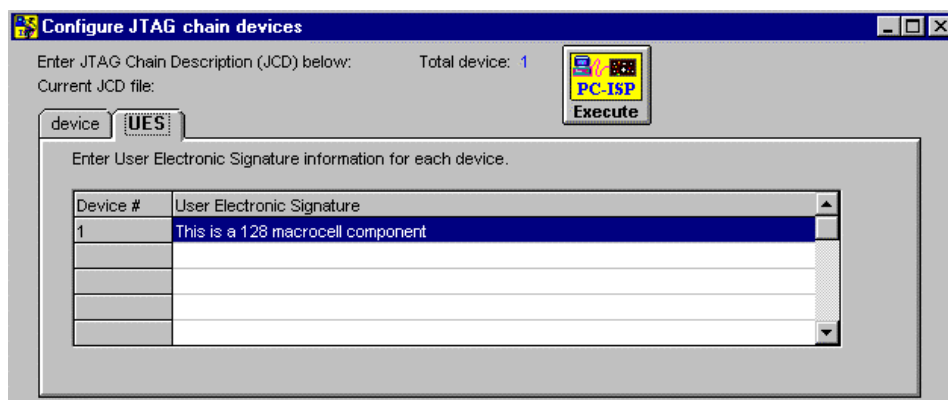 Configure JTAG chain devices
Enter JTAG Chain Description (JCD) below: Total device: 1
Current JCD file:
PC-ISP
Execute
device UES
Enter User Electronic Signature information for each device.
Device # User Electronic Signature
1 This is a 128 macrocell component